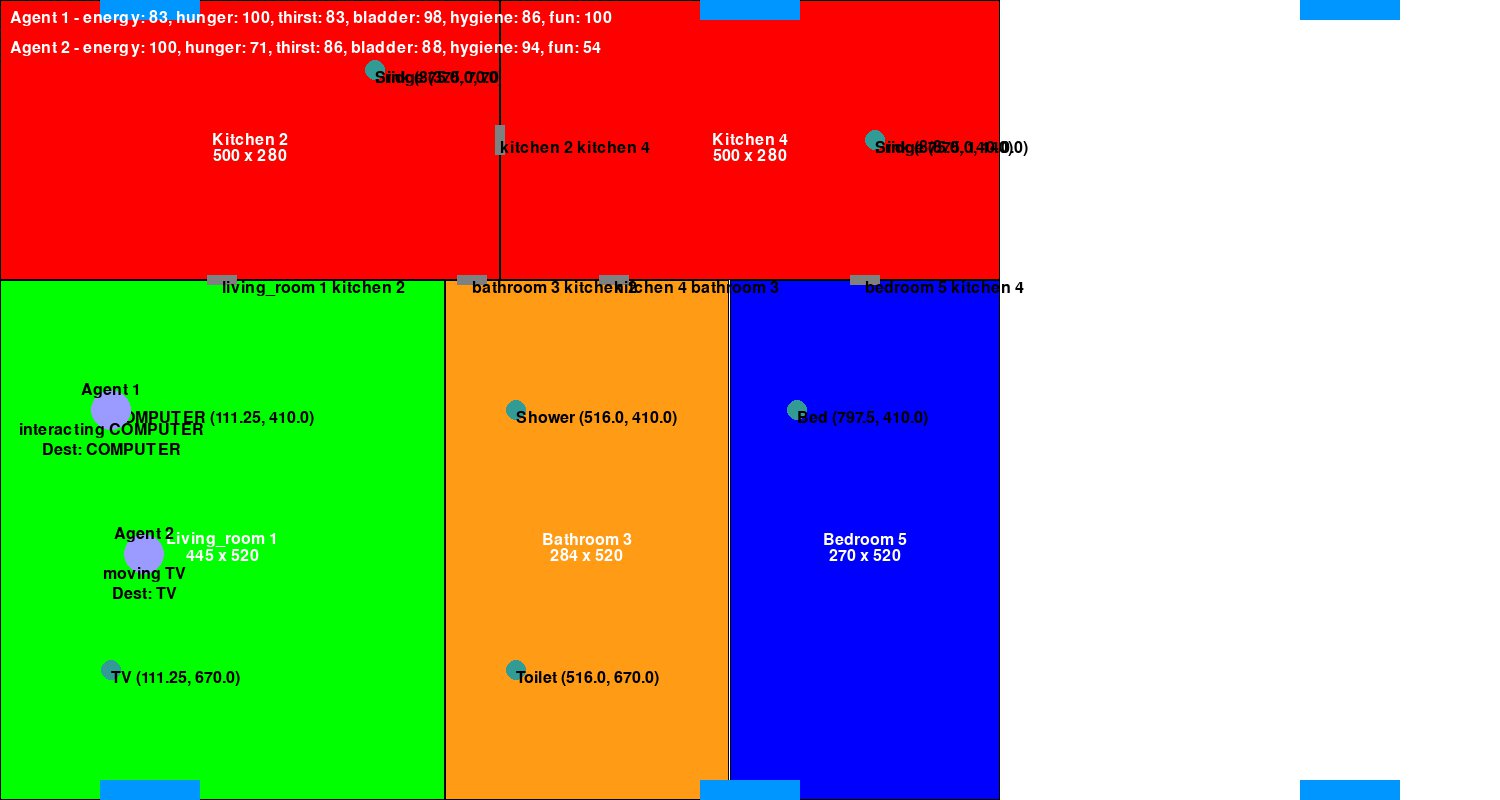 Agent 1 - energy: 83, hunger: 100, thirst: 83, bladder: 98, hygiene: 86, fun: 100
Agent 2 - energy: 100, hunger: 71, thirst: 86, bladder: 88, hygiene: 94, fun: 54
Kitchen 2
500 x 280
Kitchen 4
500 x 280
kitchen 2 kitchen 4
living_room 1 kitchen 2
bathroom 3 kitchen 2
kitchen 4 bathroom 3
bedroom 5 kitchen 4
Agent 1
COMPUTER (111.25, 410.0)
interacting COMPUTER
Dest: COMPUTER
Shower (516.0, 410.0)
Bed (797.5, 410.0)
Agent 2
Living_room 1
445 x 520
moving TV
Dest: TV
Bathroom 3
284 x 520
Bedroom 5
270 x 520
TV (111.25, 670.0)
Toilet (516.0, 670.0)